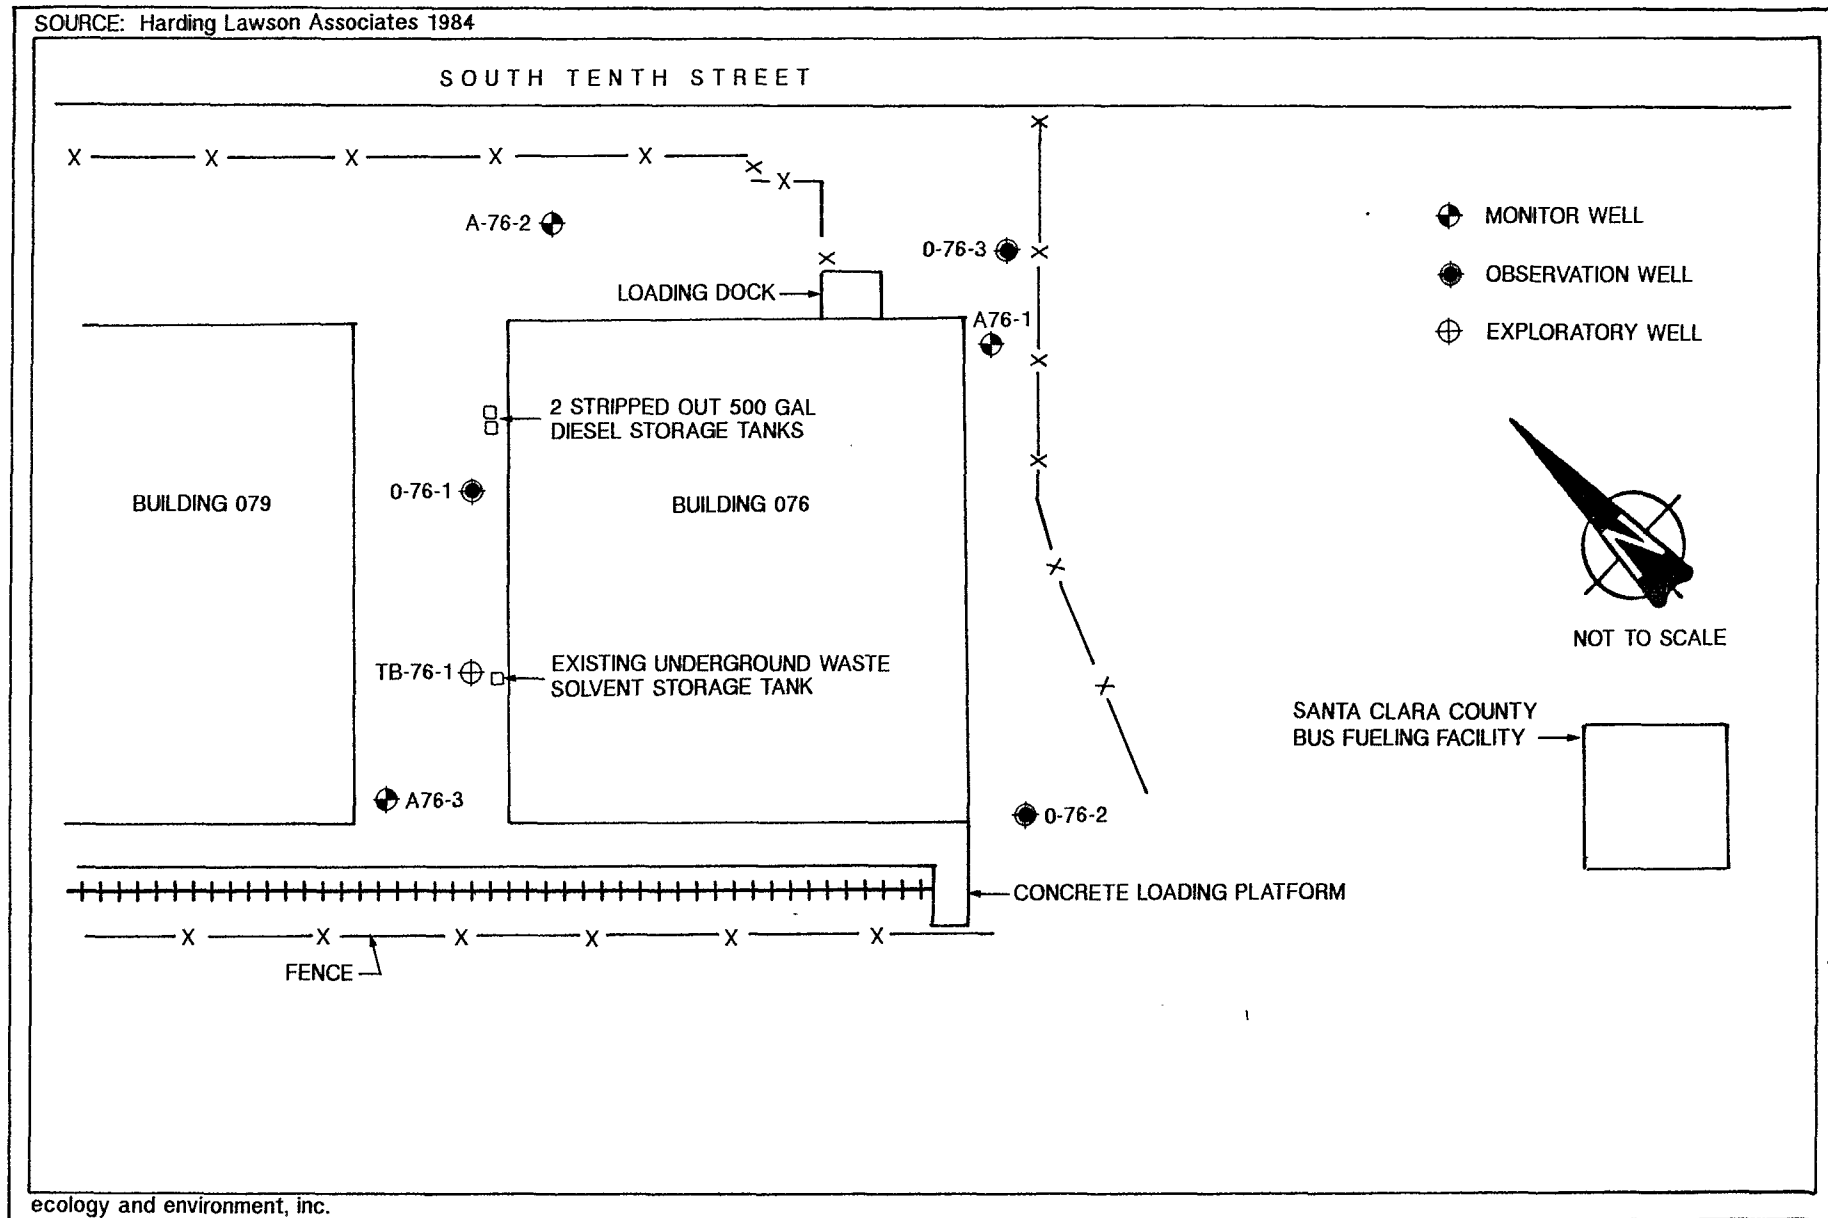 SOURCE: Harding Lawson Associates 1984
SOUTH TENTH STREET
A-76-2
0-76-3
MONITOR WELL
OBSERVATION WELL
EXPLORATORY WELL
LOADING DOCK
A76-1
2 STRIPPED OUT 500 GAL
DIESEL STORAGE TANKS
0-76-1
BUILDING 079
BUILDING 076
NOT TO SCALE
TB-76-1
EXISTING UNDERGROUND WASTE
SOLVENT STORAGE TANK
SANTA CLARA COUNTY
BUS FUELING FACILITY
A76-3
0-76-2
CONCRETE LOADING PLATFORM
FENCE
ecology and environment, inc.